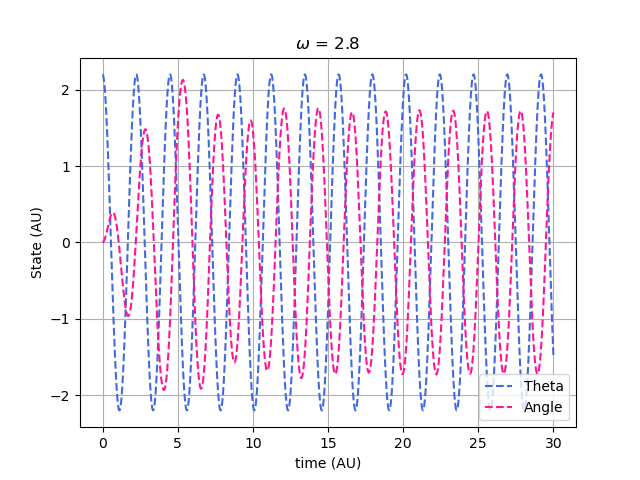 ω = 2.8
State (AU)
2
1
0
−1
−2
0 5 10 15 20 25 30
time (AU)
Theta
Angle